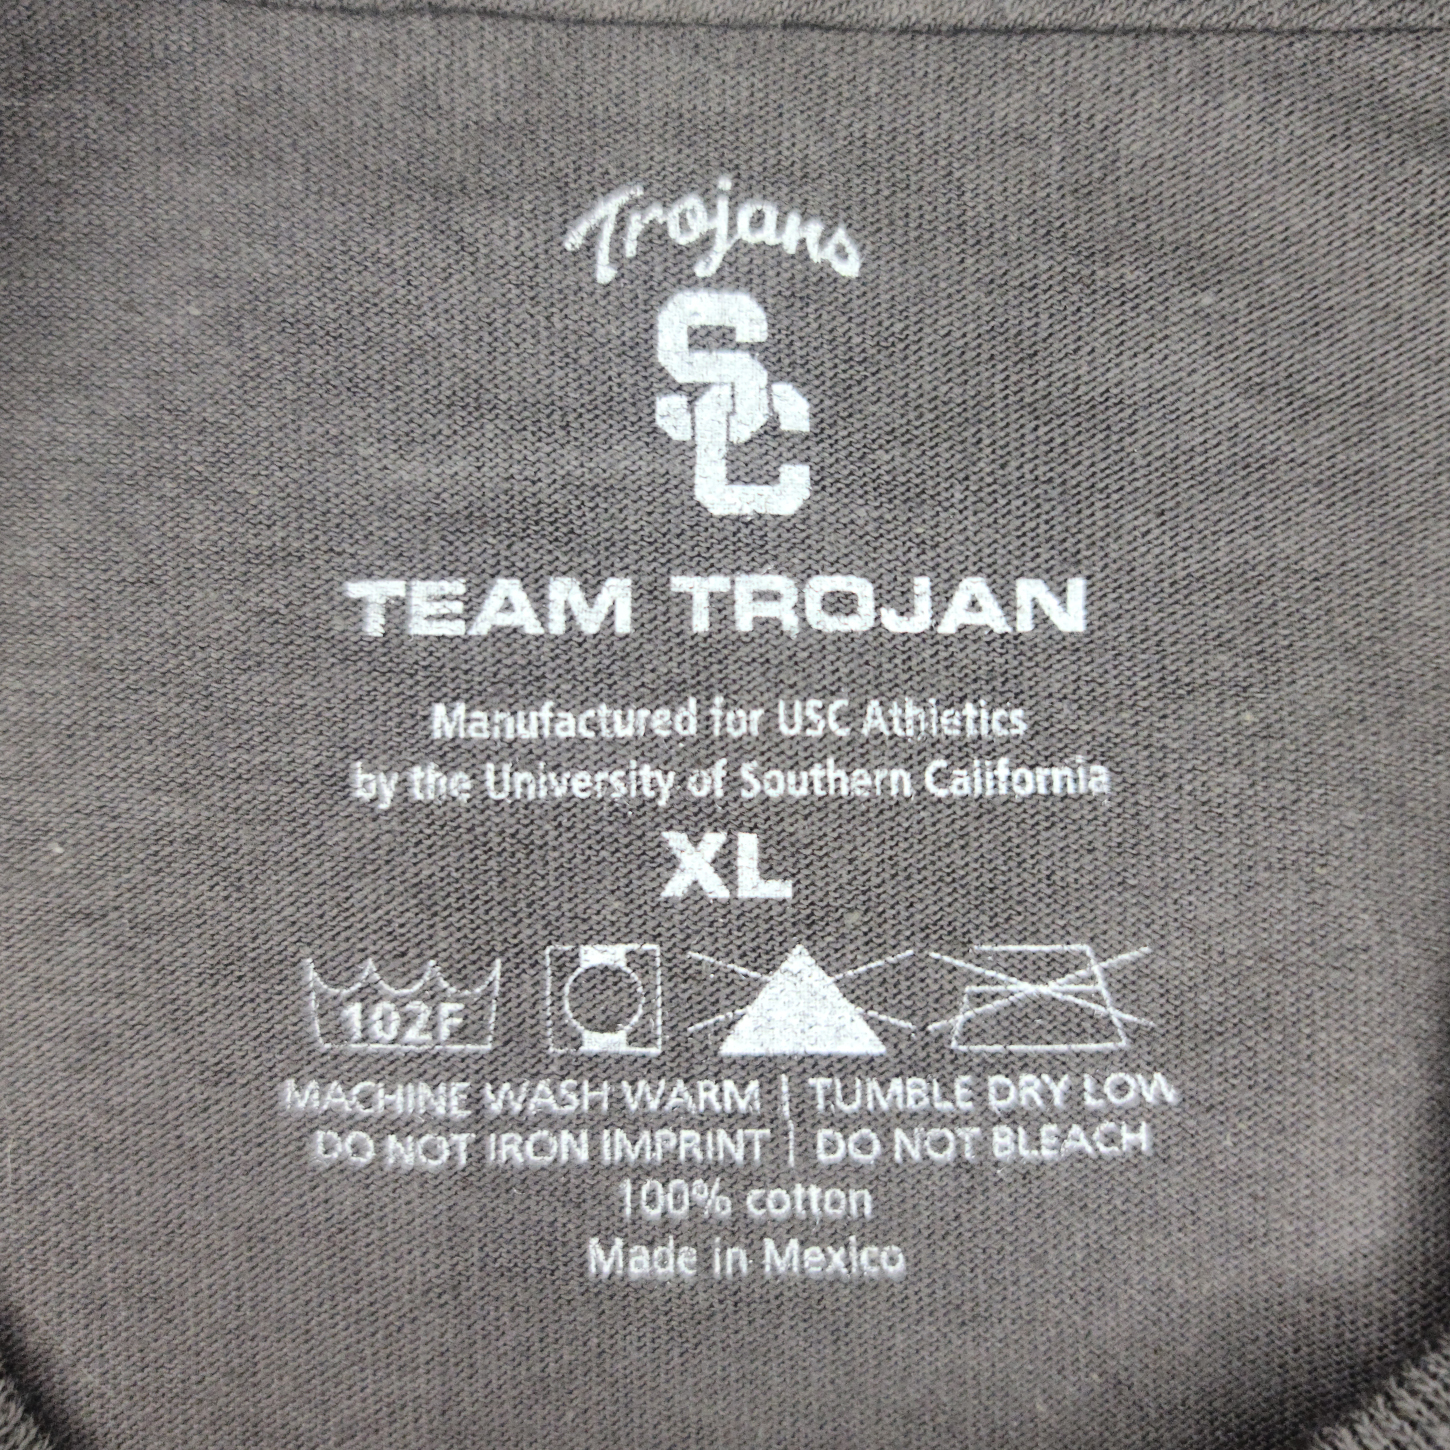 Trojans
SC
TEAM TROJAN
Manufactured for USC Athletics
by the University of Southern California
XL
102F
MACHINE WASH WARM | TUMBLE DRY LOW
DO NOT IRON IMPRINT | DO NOT BLEACH
100% cotton
Made in Mexico